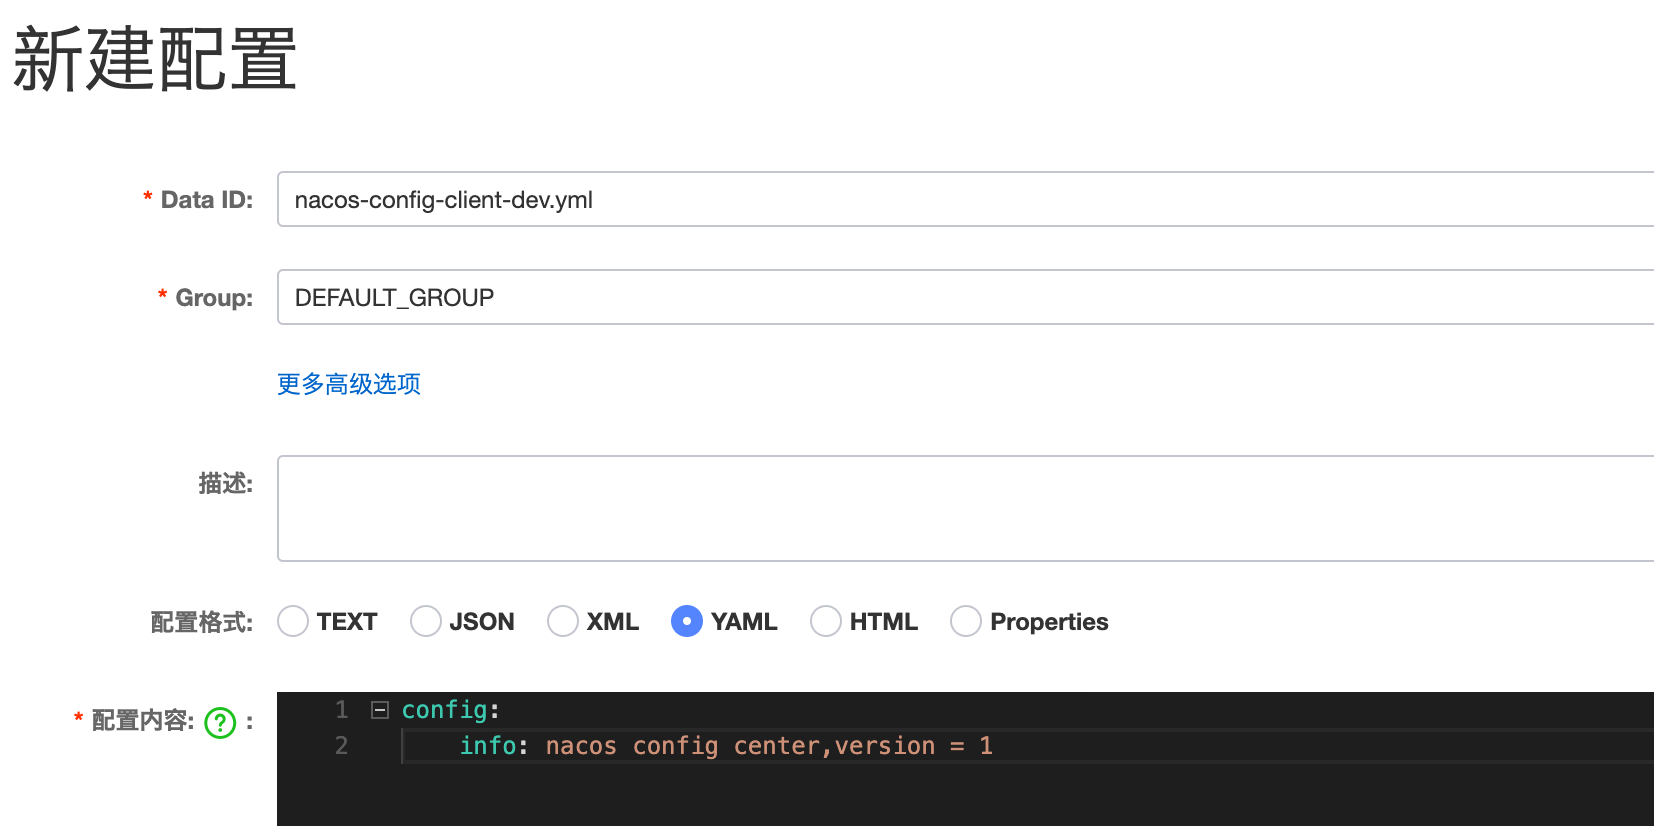 新建配置
* Data ID: nacos-config-client-dev.yml
* Group: DEFAULT_GROUP
更多高级选项
描述:
配置格式: TEXT JSON XML YAML HTML Properties
* 配置内容: ? :
1 config:
2 info: nacos config center,version = 1